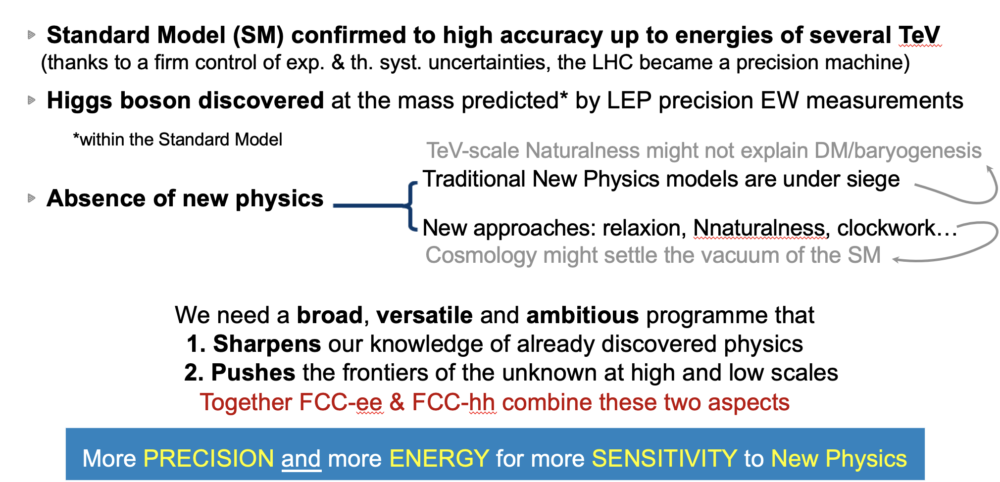 Standard Model (SM) confirmed to high accuracy up to energies of several TeV
(thanks to a firm control of exp. & th. syst. uncertainties, the LHC became a precision machine)
Higgs boson discovered at the mass predicted* by LEP precision EW measurements
*within the Standard Model
Absence of new physics
TeV-scale Naturalness might not explain DM/baryogenesis
Traditional New Physics models are under siege
New approaches: relaxion, Nnaturalness, clockwork…
Cosmology might settle the vacuum of the SM
We need a broad, versatile and ambitious programme that
1. Sharpens our knowledge of already discovered physics
2. Pushes the frontiers of the unknown at high and low scales
Together FCC-ee & FCC-hh combine these two aspects
More PRECISION and more ENERGY for more SENSITIVITY to New Physics